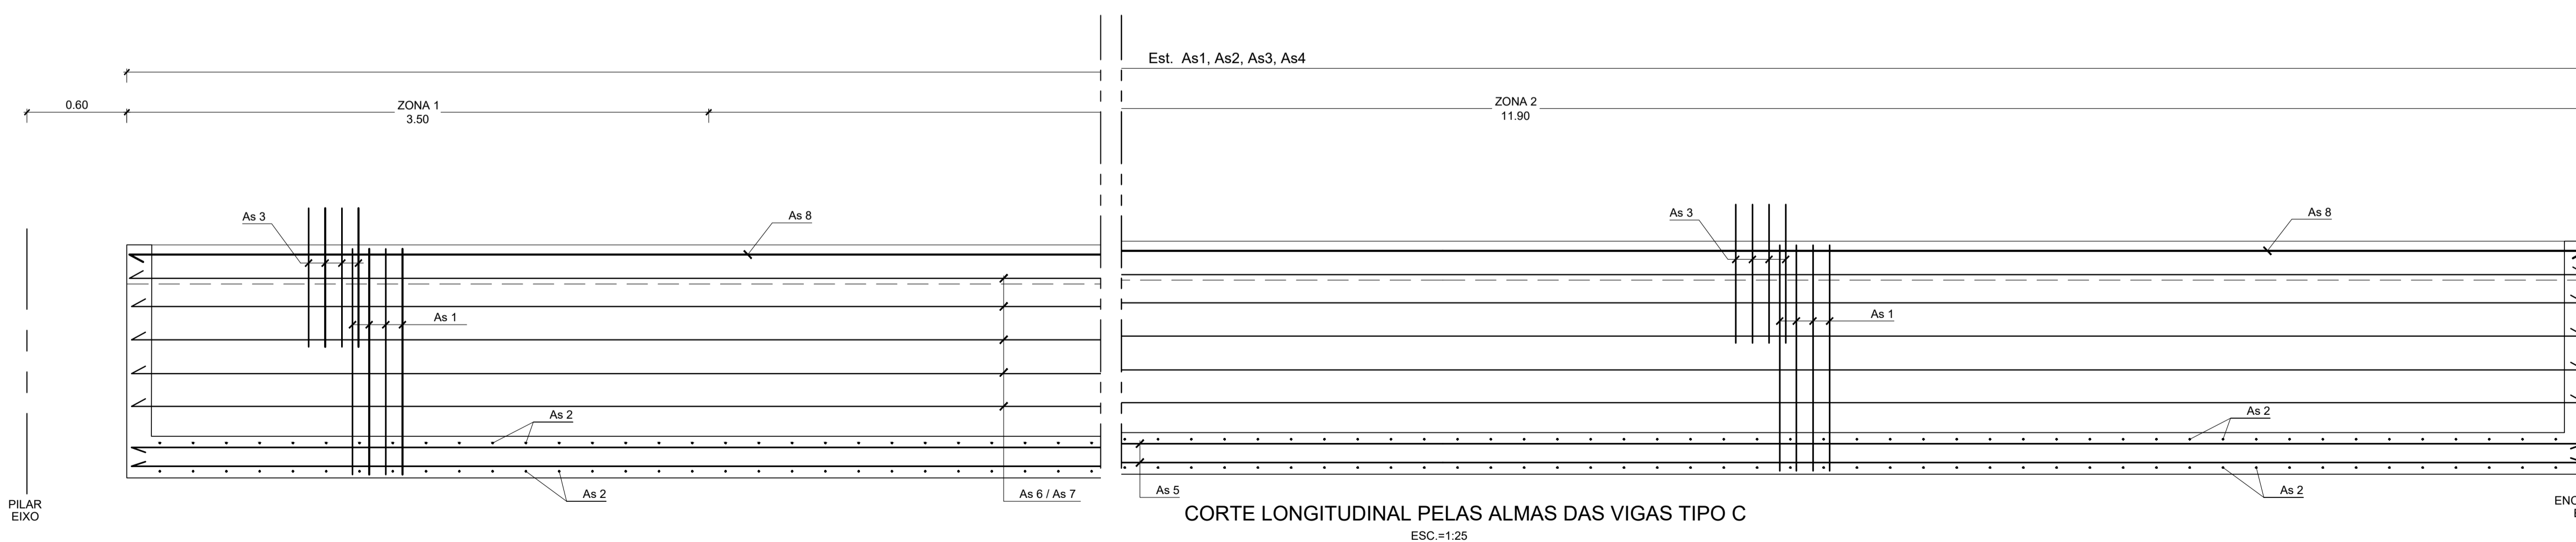 Est. As1, As2, As3, As4
0.60
ZONA 1
3.50
ZONA 2
11.90
As 3
As 8
As 3
As 8
As 1
As 1
As 2
As 2
As 2
As 6 / As 7
As 5
As 2
PILAR
EIXO
CORTE LONGITUDINAL PELAS ALMAS DAS VIGAS TIPO C
ESC.=1:25